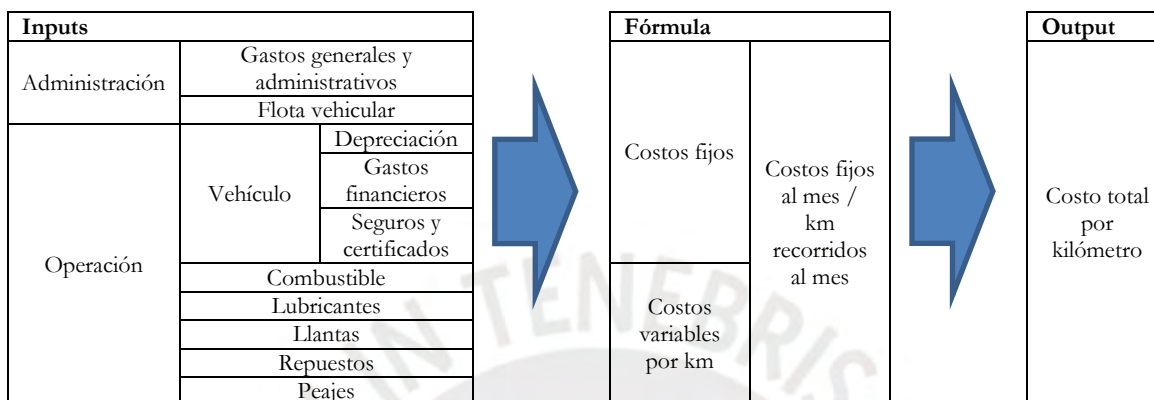 Inputs
Administración
Gastos generales y
administrativos
Flota vehicular
Operación
Vehículo
Depreciación
Gastos
financieros
Seguros y
certificados
Combustible
Lubricantes
Llantas
Repuestos
Peajes
Fórmula
Costos fijos
Costos
variables
por km
Costos fijos
al mes /
km
recorridos
al mes
Output
Costo total
por
kilómetro
IN TENEBRIS